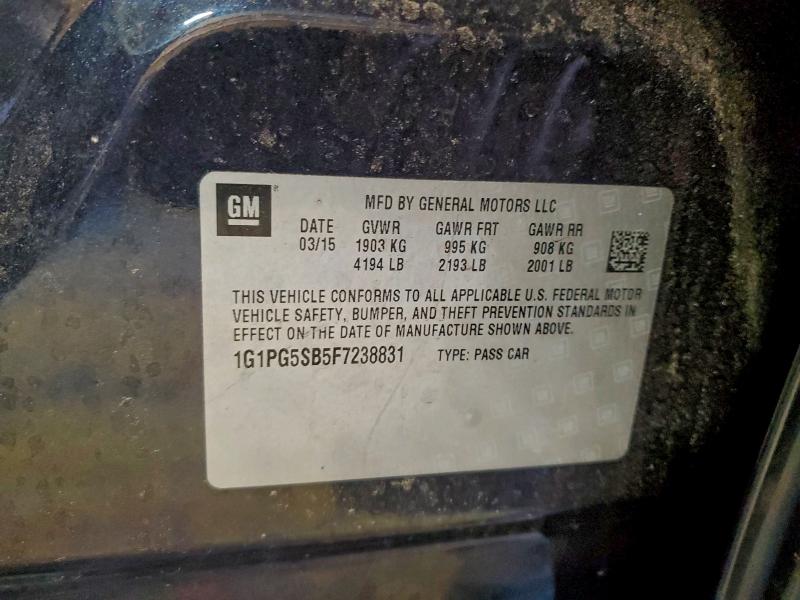 GM ® MFD BY GENERAL MOTORS LLC
DATE GVWR GAWR FRT GAWR RR
03/15 1903 KG 995 KG 908 KG
4194 LB 2193 LB 2001 LB
THIS VEHICLE CONFORMS TO ALL APPLICABLE U.S. FEDERAL MOTOR
VEHICLE SAFETY, BUMPER, AND THEFT PREVENTION STANDARDS IN
EFFECT ON THE DATE OF MANUFACTURE SHOWN ABOVE.
1G1PG5SB5F7238831 TYPE: PASS CAR